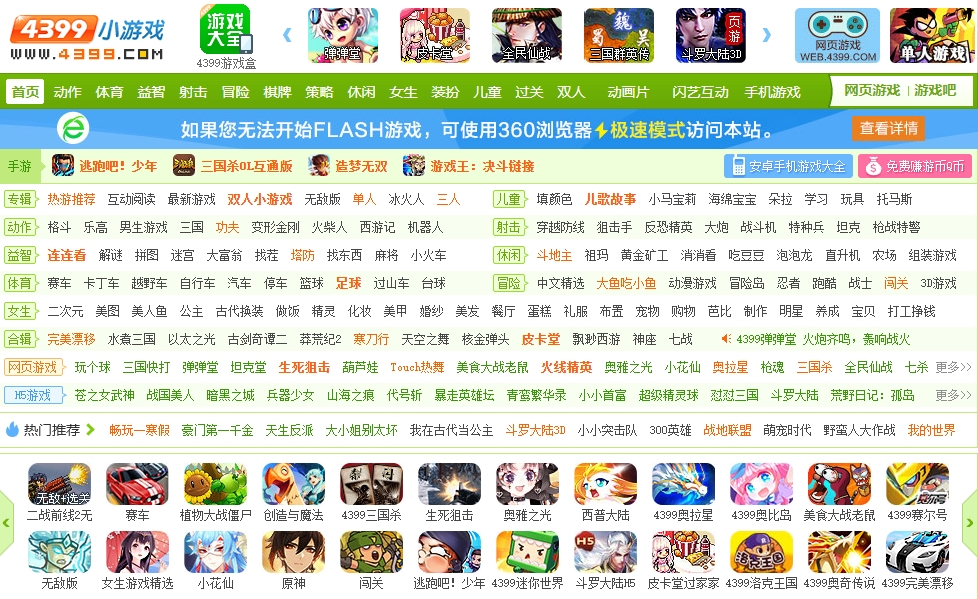 4399小游戏
www.4399.com
游戏大全
4399游戏盒
弹弹堂
皮卡堂
全民仙战
三国群英传
斗罗大陆3D
页游
网页游戏
WEB.4399.COM
单人游戏
首页 动作 体育 益智 射击 冒险 棋牌 策略 休闲 女生 装扮 儿童 过关 双人 动画片 闪艺互动 手机游戏 网页游戏 | 游戏吧
如果您无法开始FLASH游戏，可使用360浏览器极速模式访问本站。 查看详情
手游 逃跑吧！少年 三国杀OL互通版 造梦无双 游戏王：决斗链接 安卓手机游戏大全 免费赚游币Q币
专辑 热游推荐 互动阅读 最新游戏 双人小游戏 无敌版 单人 冰火人 三人 儿童 填颜色 儿歌故事 小马宝莉 海绵宝宝 朵拉 学习 玩具 托马斯
动作 格斗 乐高 男生游戏 三国 功夫 变形金刚 火柴人 西游记 机器人 射击 穿越防线 狙击手 反恐精英 大炮 战斗机 特种兵 坦克 枪战特警
益智 连连看 解谜 拼图 迷宫 大富翁 找茬 塔防 找东西 麻将 小火车 休闲 斗地主 祖玛 黄金矿工 消消看 吃豆豆 泡泡龙 直升机 农场 组装游戏
体育 赛车 卡丁车 越野车 自行车 汽车 停车 篮球 足球 过山车 台球 冒险 中文精选 大鱼吃小鱼 动漫游戏 冒险岛 忍者 跑酷 战士 闯关 3D游戏
女生 二次元 美图 美人鱼 公主 古代换装 做饭 精灵 化妆 美甲 婚纱 美发 餐厅 蛋糕 礼服 布置 宠物 购物 芭比 制作 明星 养成 宝贝 打工挣钱
合辑 完美漂移 水煮三国 以太之光 古剑奇谭二 莽荒纪2 寒刀行 天空之舞 核金弹头 皮卡堂 飘渺西游 神座 七战 4399弹弹堂 火炮齐鸣，轰响战火
网页游戏 玩个球 三国快打 弹弹堂 坦克堂 生死狙击 葫芦娃 Touch热舞 美食大战老鼠 火线精英 奥雅之光 小花仙 奥拉星 枪魂 三国杀 全民仙战 七杀 更多>>
H5游戏 苍之女武神 战国美人 暗黑之城 兵器少女 山海之痕 代号斩 暴走英雄坛 青鸾繁华录 小小首富 超级精灵球 怼怼三国 斗罗大陆 荒野日记：孤岛 更多>>
热门推荐 畅玩一寒假 豪门第一千金 天生反派 大小姐别太坏 我在古代当公主 斗罗大陆3D 小小突击队 300英雄 战地联盟 萌宠时代 野蛮人大作战 我的世界
无敌+选关
二战前线2无 赛车 植物大战僵尸 创造与魔法 4399三国杀 生死狙击 奥雅之光 西普大陆 4399奥拉星 4399奥比岛 美食大战老鼠 4399赛尔号
无敌版 女生游戏精选 小花仙 原神 闯关 逃跑吧！少年 4399迷你世界 斗罗大陆H5 皮卡堂过家家 4399洛克王国 4399奥奇传说 4399完美漂移